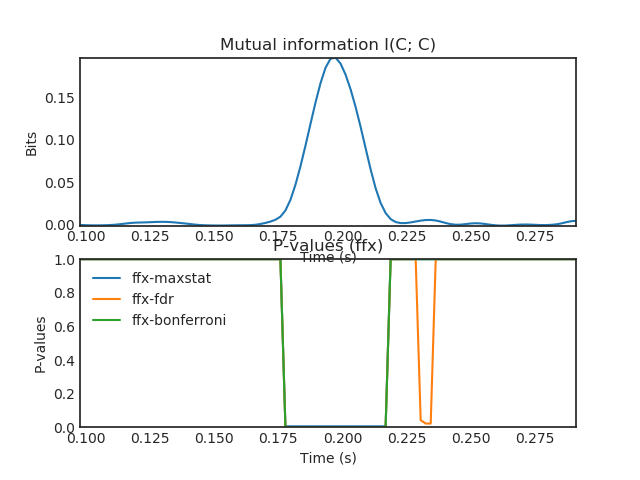 Mutual information I(C; C)
Bits
0.15
0.10
0.05
0.00
0.100 0.125 0.150 0.175 0.200 0.225 0.250 0.275
Time (s)
P-values (ffx)
P-values
1.0
0.8
0.6
0.4
0.2
0.0
ffx-maxstat
ffx-fdr
ffx-bonferroni
0.100 0.125 0.150 0.175 0.200 0.225 0.250 0.275
Time (s)